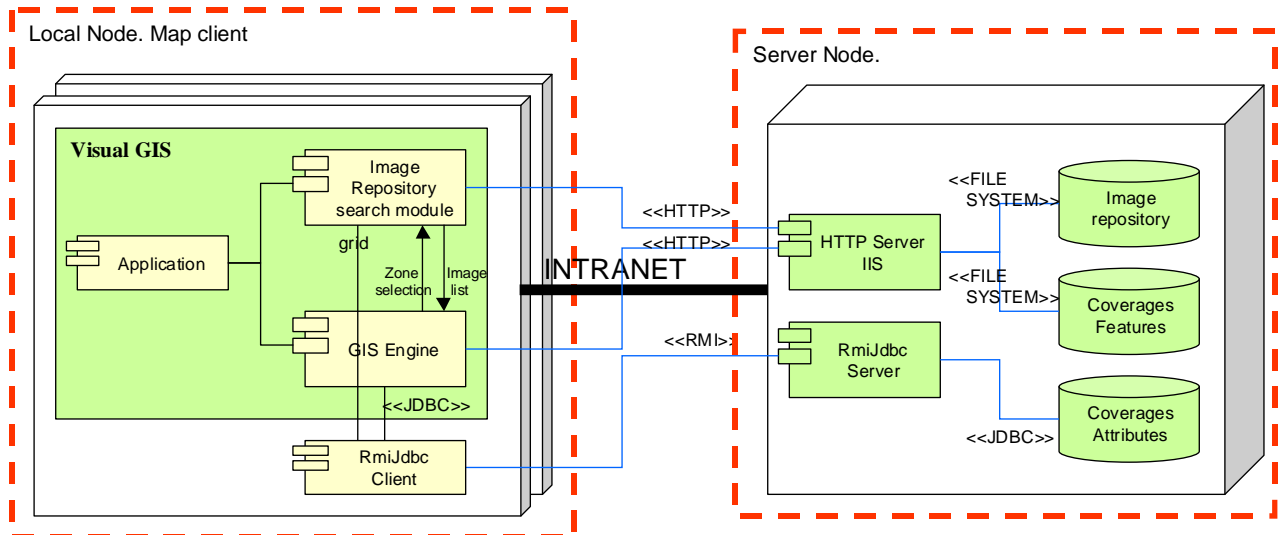 Local Node. Map client
Visual GIS
Image
Repository
search module
grid
Application
Zone
selection
Image
list
GIS Engine
<<JDBC>>
RmiJdbc
Client
<<HTTP>>
<<HTTP>>
INTRANET
<<RMI>>
Server Node.
HTTP Server
IIS
<<FILE
SYSTEM>>
Image
repository
<<FILE
SYSTEM>>
Coverages
Features
RmiJdbc
Server
<<JDBC>>
Coverages
Attributes